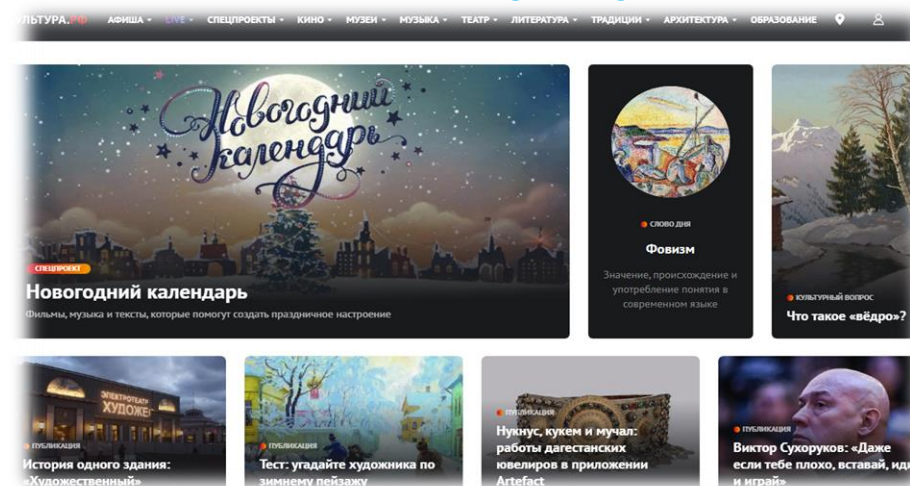 УЛЬТУРА.РФ АФИША LIVE СПЕЦПРОЕКТЫ КИНО МУЗЕИ МУЗЫКА ТЕАТР ЛИТЕРАТУРА ТРАДИЦИИ АРХИТЕКТУРА ОБРАЗОВАНИЕ
Новогодний
календарь
СПЕЦПРОЕКТ
Новогодний календарь
Фильмы, музыка и тексты, которые помогут создать праздничное настроение
СЛОВО ДНЯ
Фовизм
Значение, происхождение и
употребление понятия в
современном языке
КУЛЬТУРНЫЙ ВОПРОС
Что такое «вёдро»?
ЭЛЕКТРОТЕАТР
ХУДОЖЕ
ПУБЛИКАЦИЯ
История одного здания:
«Художественный»
ПУБЛИКАЦИЯ
Тест: угадайте художника по
зимнему пейзажу
ПУБЛИКАЦИЯ
Нукнус, кукем и мучал:
работы дагестанских
ювелиров в приложении
Artefact
ПУБЛИКАЦИЯ
Виктор Сухоруков: «Даже
если тебе плохо, вставай, иди
и играй»